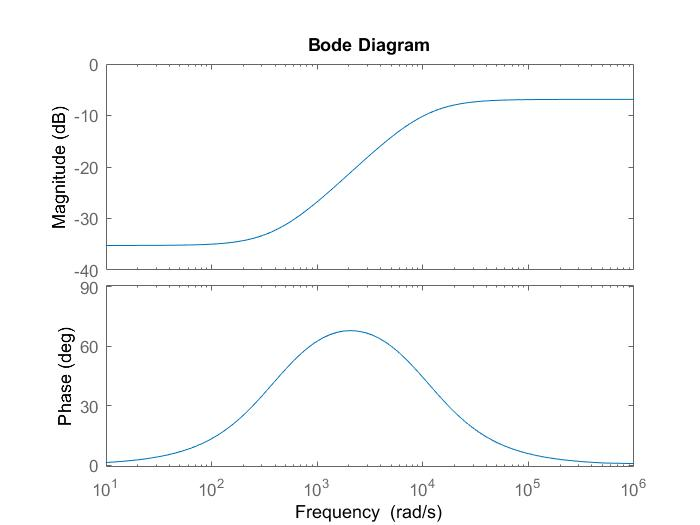 Bode Diagram
0
-10
-20
-30
-40
Magnitude (dB)
90
60
30
0
Phase (deg)
10^1 10^2 10^3 10^4 10^5 10^6
Frequency (rad/s)